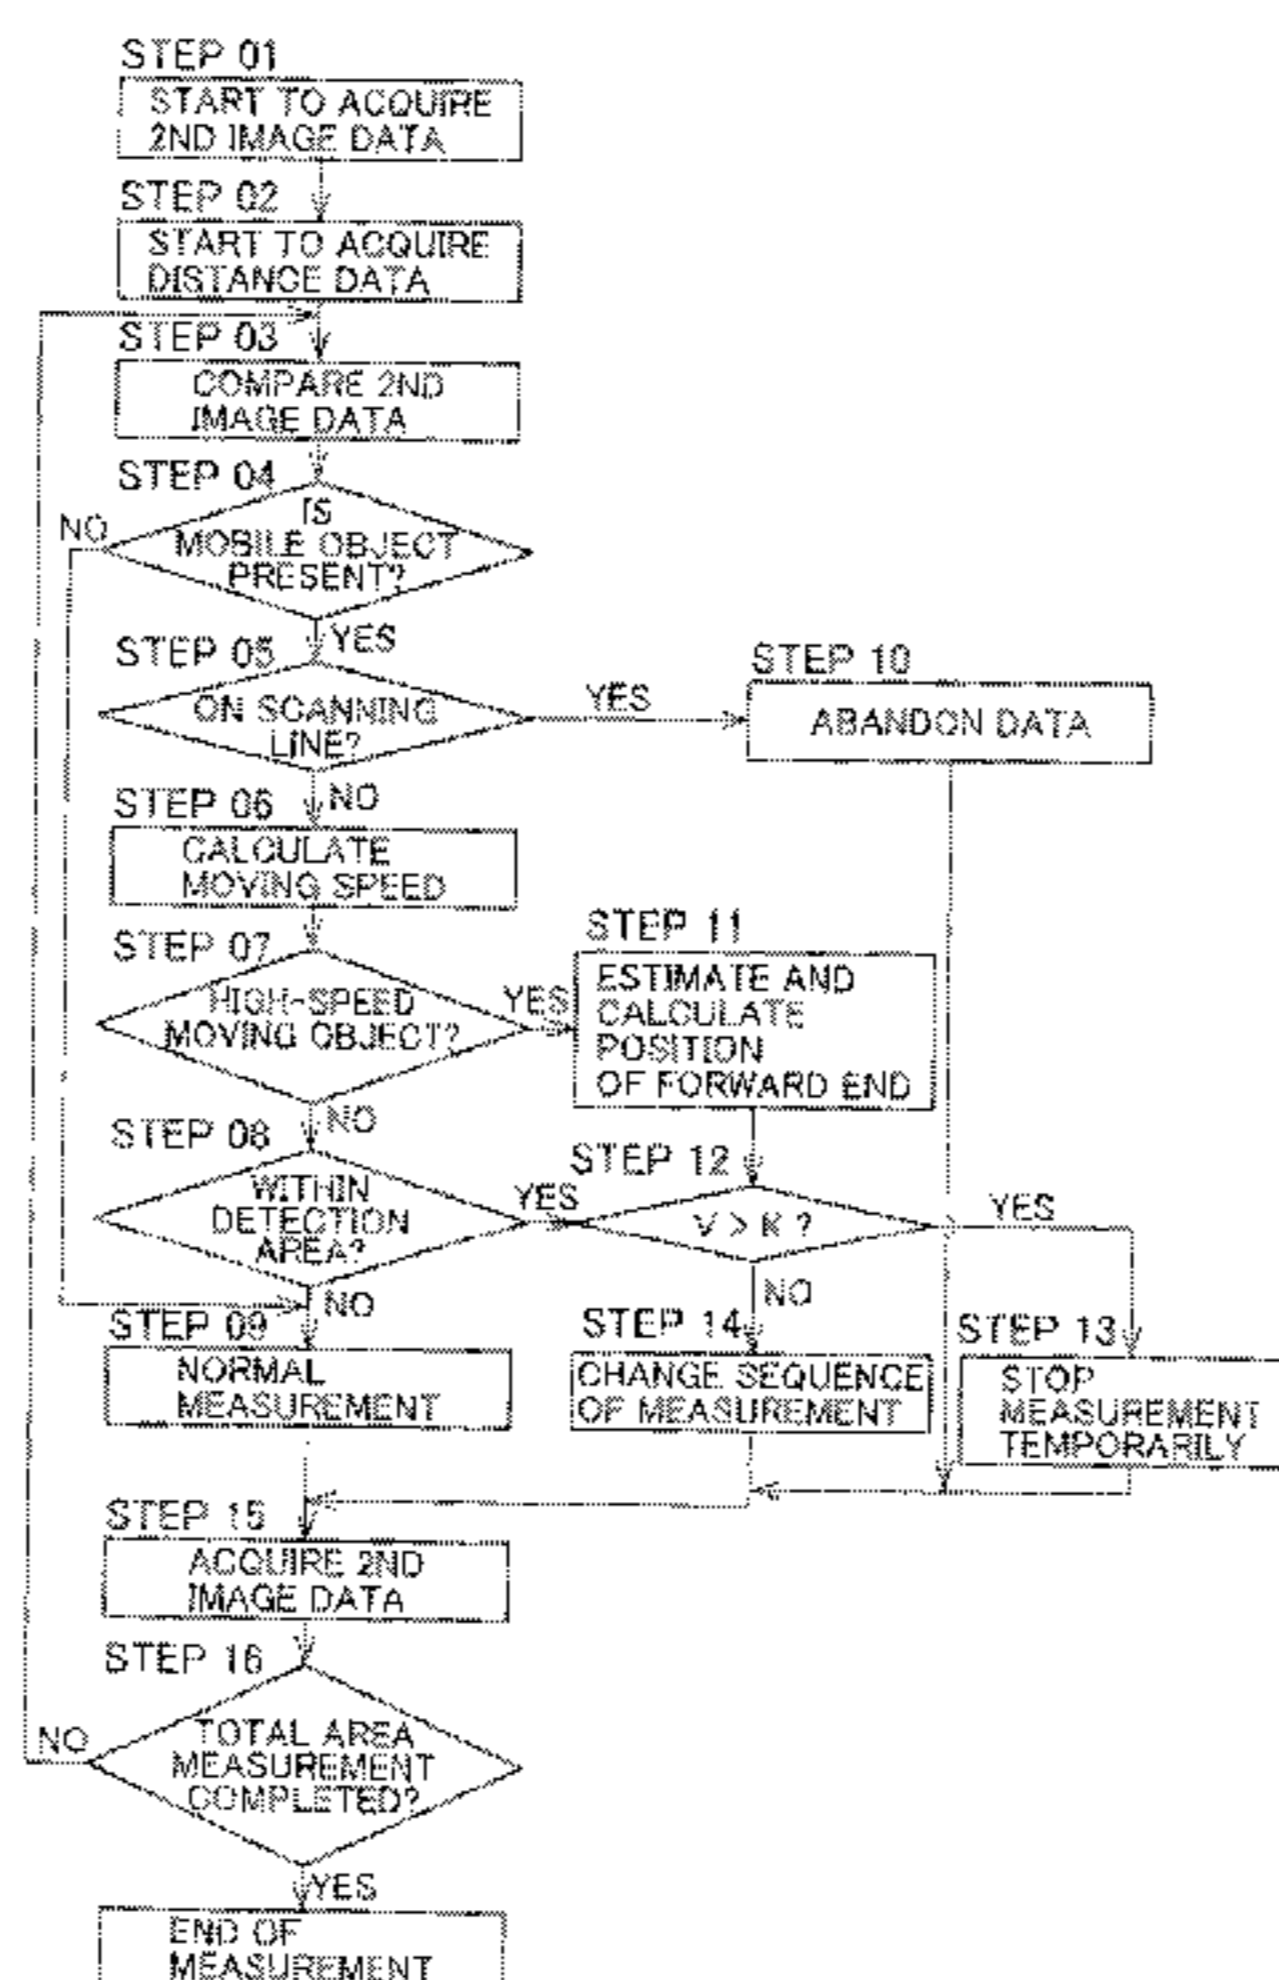 STEP 01
START TO ACQUIRE
2ND IMAGE DATA
STEP 02
START TO ACQUIRE
DISTANCE DATA
STEP 03
COMPARE 2ND
IMAGE DATA
STEP 04
IS
MOBILE OBJECT
PRESENT?
NO
YES
STEP 05
ON SCANNING
LINE?
YES
NO
STEP 10
ABANDON DATA
STEP 06
CALCULATE
MOVING SPEED
STEP 07
HIGH-SPEED
MOVING OBJECT?
YES
NO
STEP 11
ESTIMATE AND
CALCULATE
POSITION
OF FORWARD END
STEP 08
WITHIN
DETECTION
AREA?
YES
NO
STEP 12
V > K ?
YES
NO
STEP 09
NORMAL
MEASUREMENT
STEP 14
CHANGE SEQUENCE
OF MEASUREMENT
STEP 13
STOP
MEASUREMENT
TEMPORARILY
STEP 15
ACQUIRE 2ND
IMAGE DATA
STEP 16
TOTAL AREA
MEASUREMENT
COMPLETED?
NO
YES
END OF
MEASUREMENT